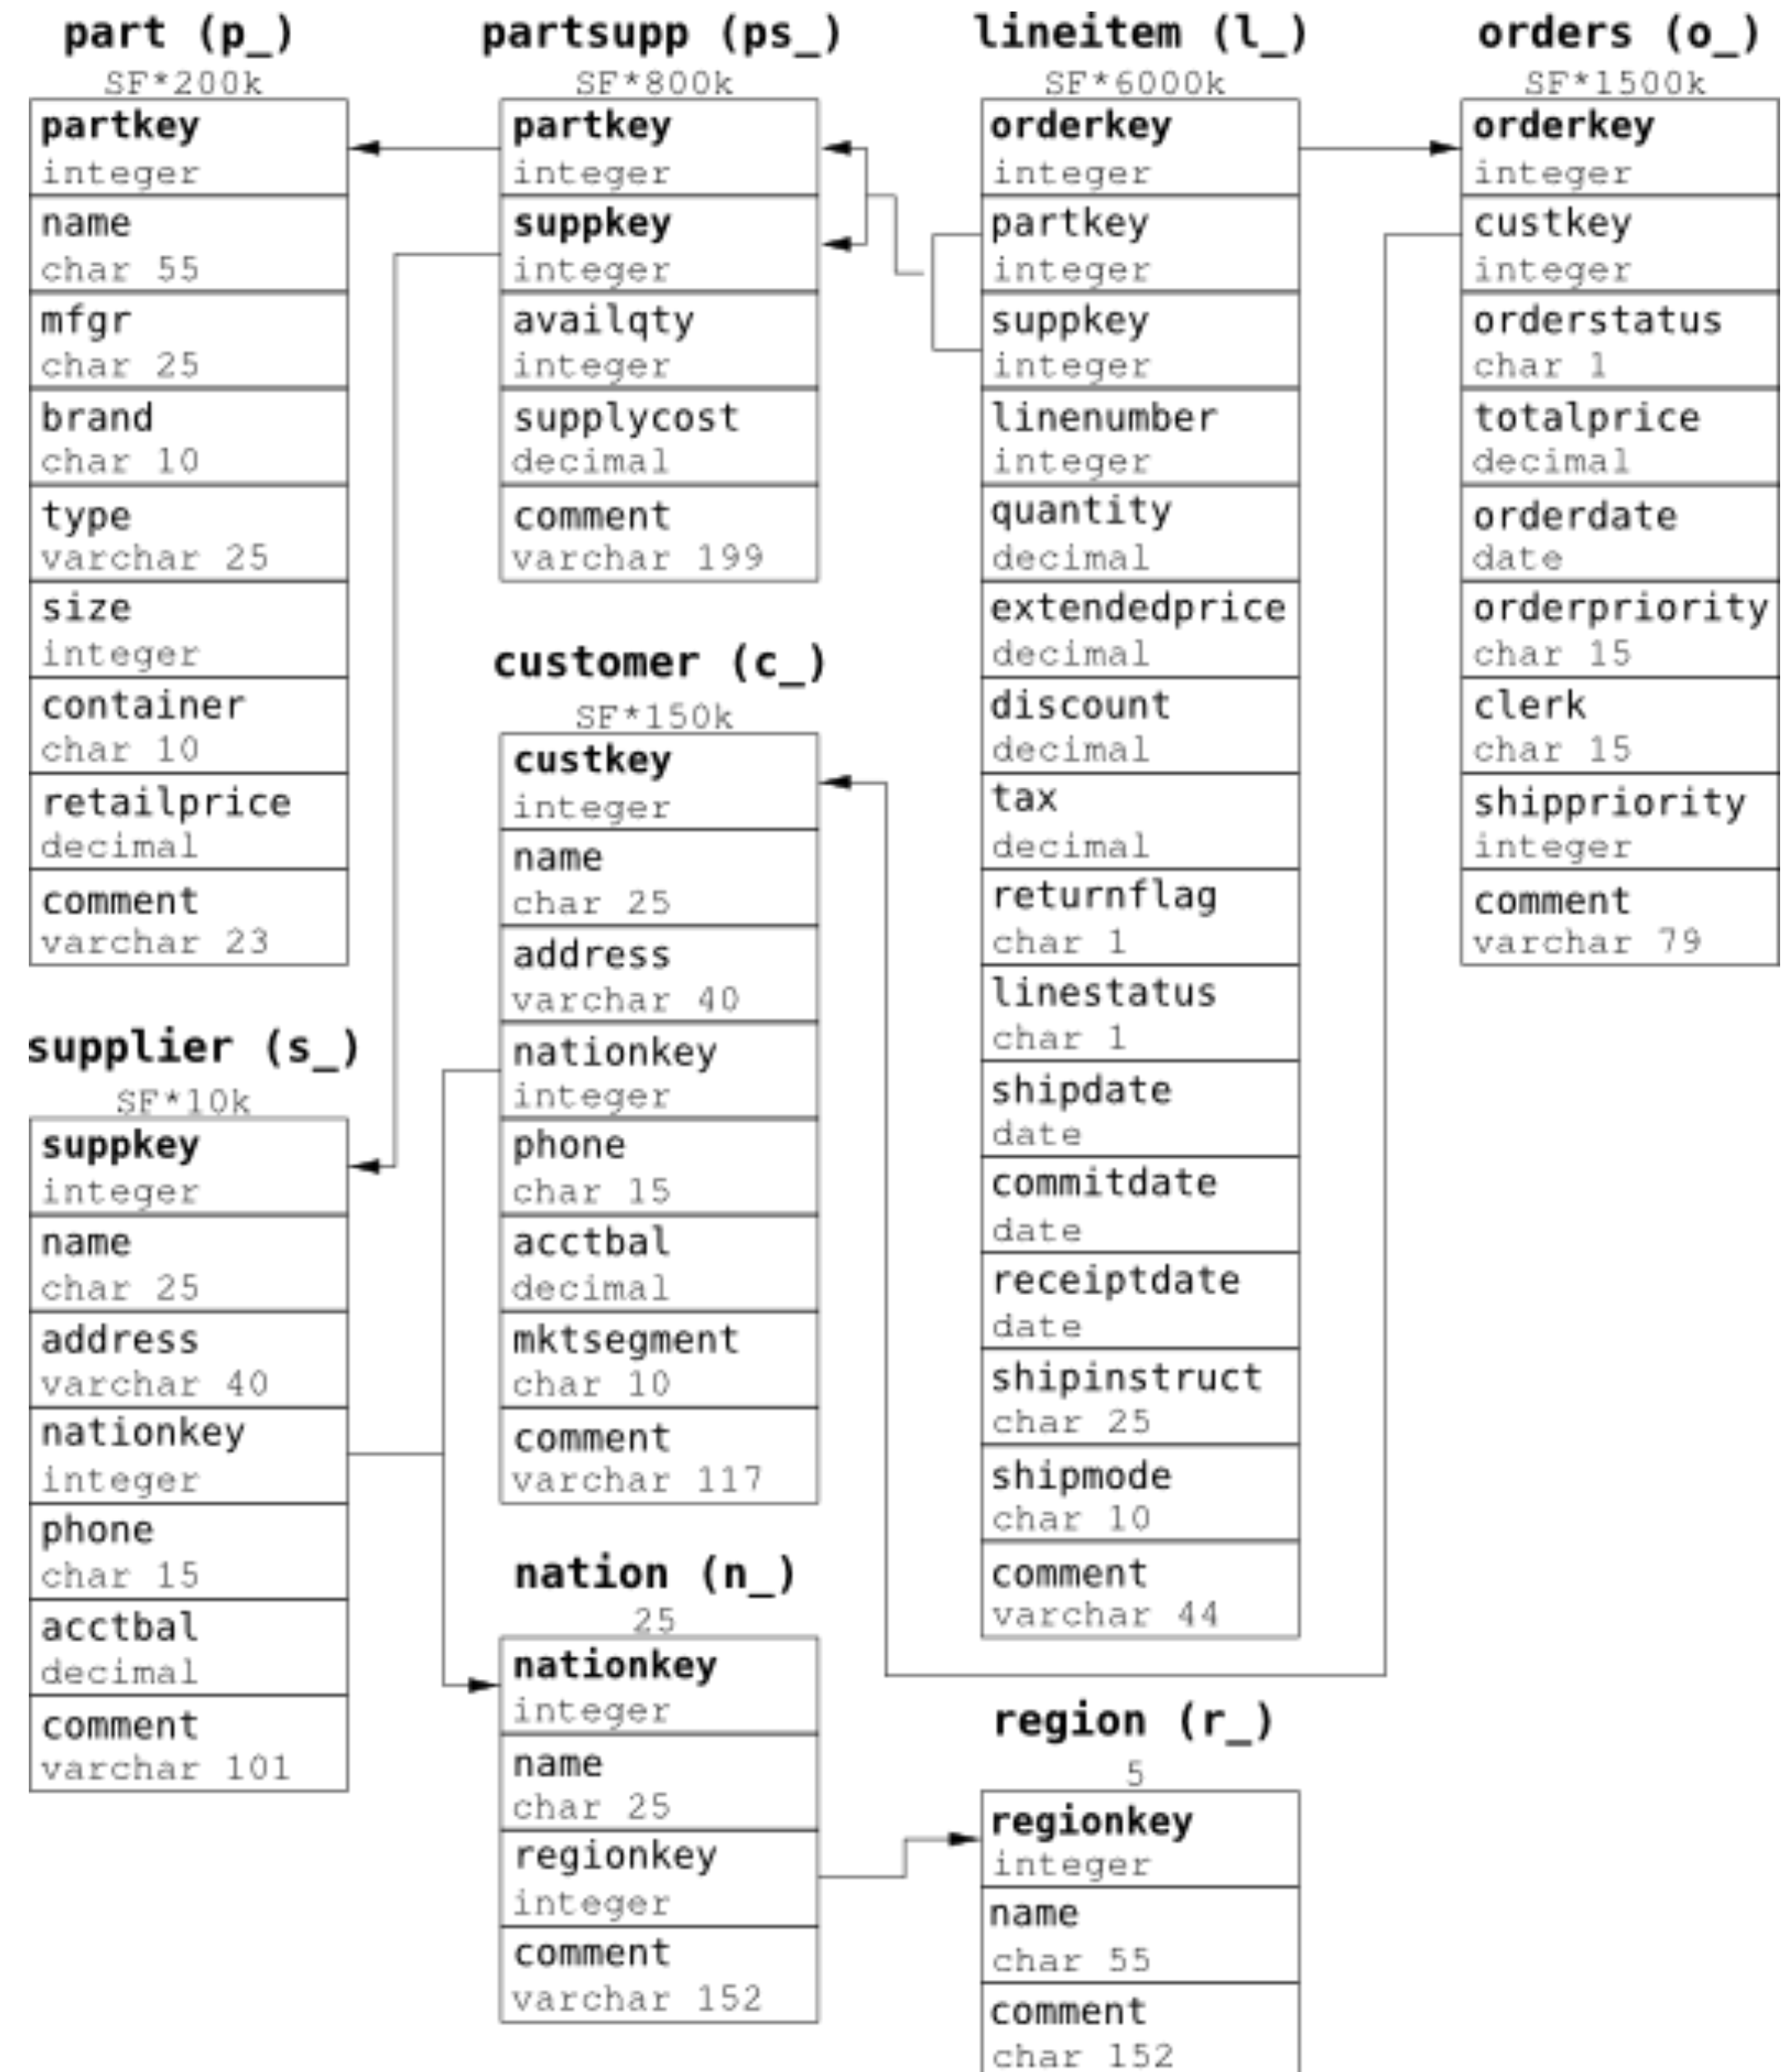 part (p_)
SF*200k
partkey
integer
name
char 55
mfgr
char 25
brand
char 10
type
varchar 25
size
integer
container
char 10
retailprice
decimal
comment
varchar 23
supplier (s_)
SF*10k
suppkey
integer
name
char 25
address
varchar 40
nationkey
integer
phone
char 15
acctbal
decimal
comment
varchar 101
partsupp (ps_)
SF*800k
partkey
integer
suppkey
integer
availqty
integer
supplycost
decimal
comment
varchar 199
customer (c_)
SF*150k
custkey
integer
name
char 25
address
varchar 40
nationkey
integer
phone
char 15
acctbal
decimal
mktsegment
char 10
comment
varchar 117
nation (n_)
25
nationkey
integer
name
char 25
regionkey
integer
comment
varchar 152
lineitem (l_)
SF*6000k
orderkey
integer
partkey
integer
suppkey
integer
linenumber
integer
quantity
decimal
extendedprice
decimal
discount
decimal
tax
decimal
returnflag
char 1
linestatus
char 1
shipdate
date
commitdate
date
receiptdate
date
shipinstruct
char 25
shipmode
char 10
comment
varchar 44
region (r_)
5
regionkey
integer
name
char 55
comment
char 152
orders (o_)
SF*1500k
orderkey
integer
custkey
integer
orderstatus
char 1
totalprice
decimal
orderdate
date
orderpriority
char 15
clerk
char 15
shippriority
integer
comment
varchar 79